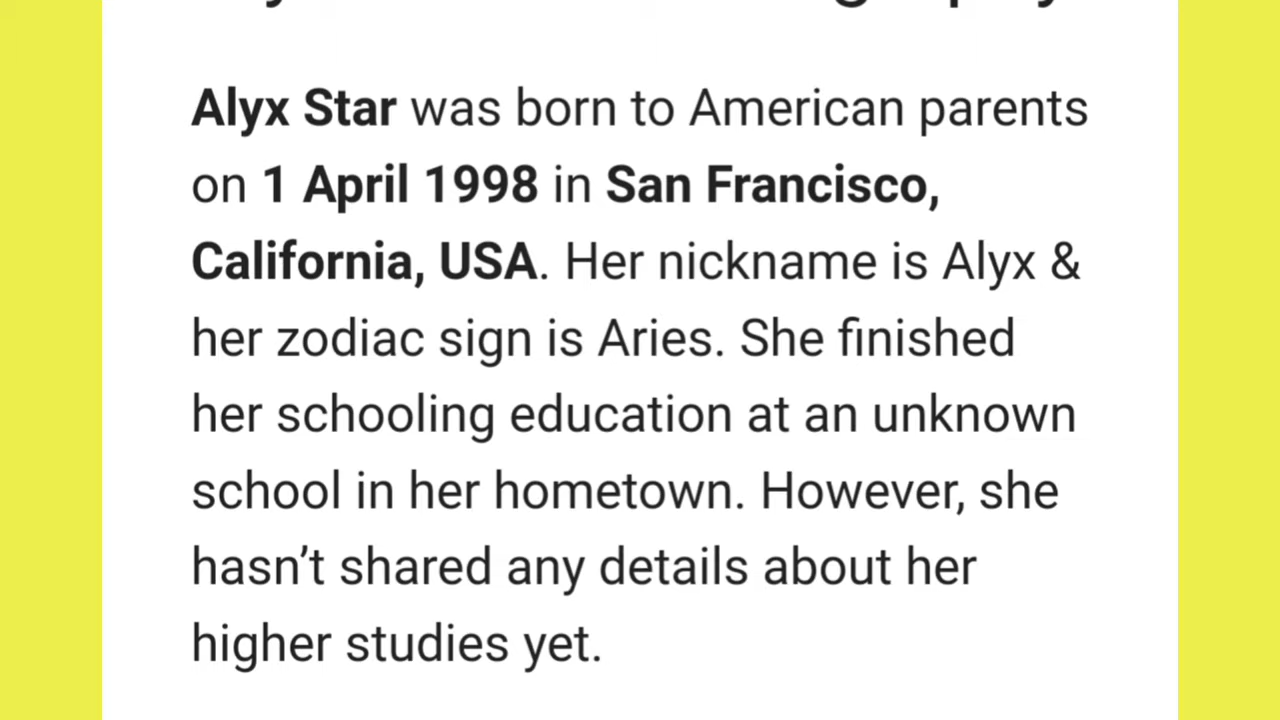 Alyx Star was born to American parents
on 1 April 1998 in San Francisco,
California, USA. Her nickname is Alyx &
her zodiac sign is Aries. She finished
her schooling education at an unknown
school in her hometown. However, she
hasn’t shared any details about her
higher studies yet.